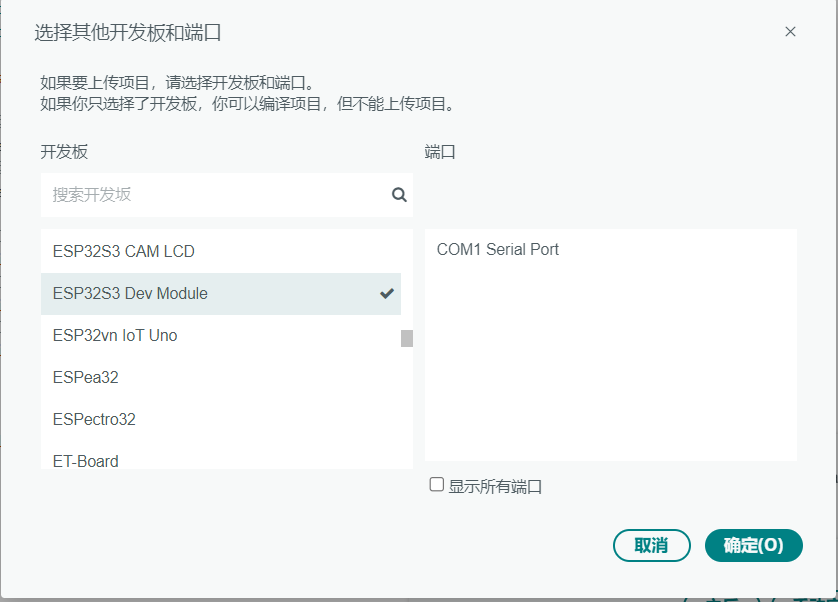 选择其他开发板和端口
如果要上传项目，请选择开发板和端口。
如果你只选择了开发板，你可以编译项目，但不能上传项目。
开发板
端口
搜索开发坂
ESP32S3 CAM LCD
COM1 Serial Port
ESP32S3 Dev Module
ESP32vn IoT Uno
ESPea32
ESPectro32
ET-Board
显示所有端口
取消
确定(O)